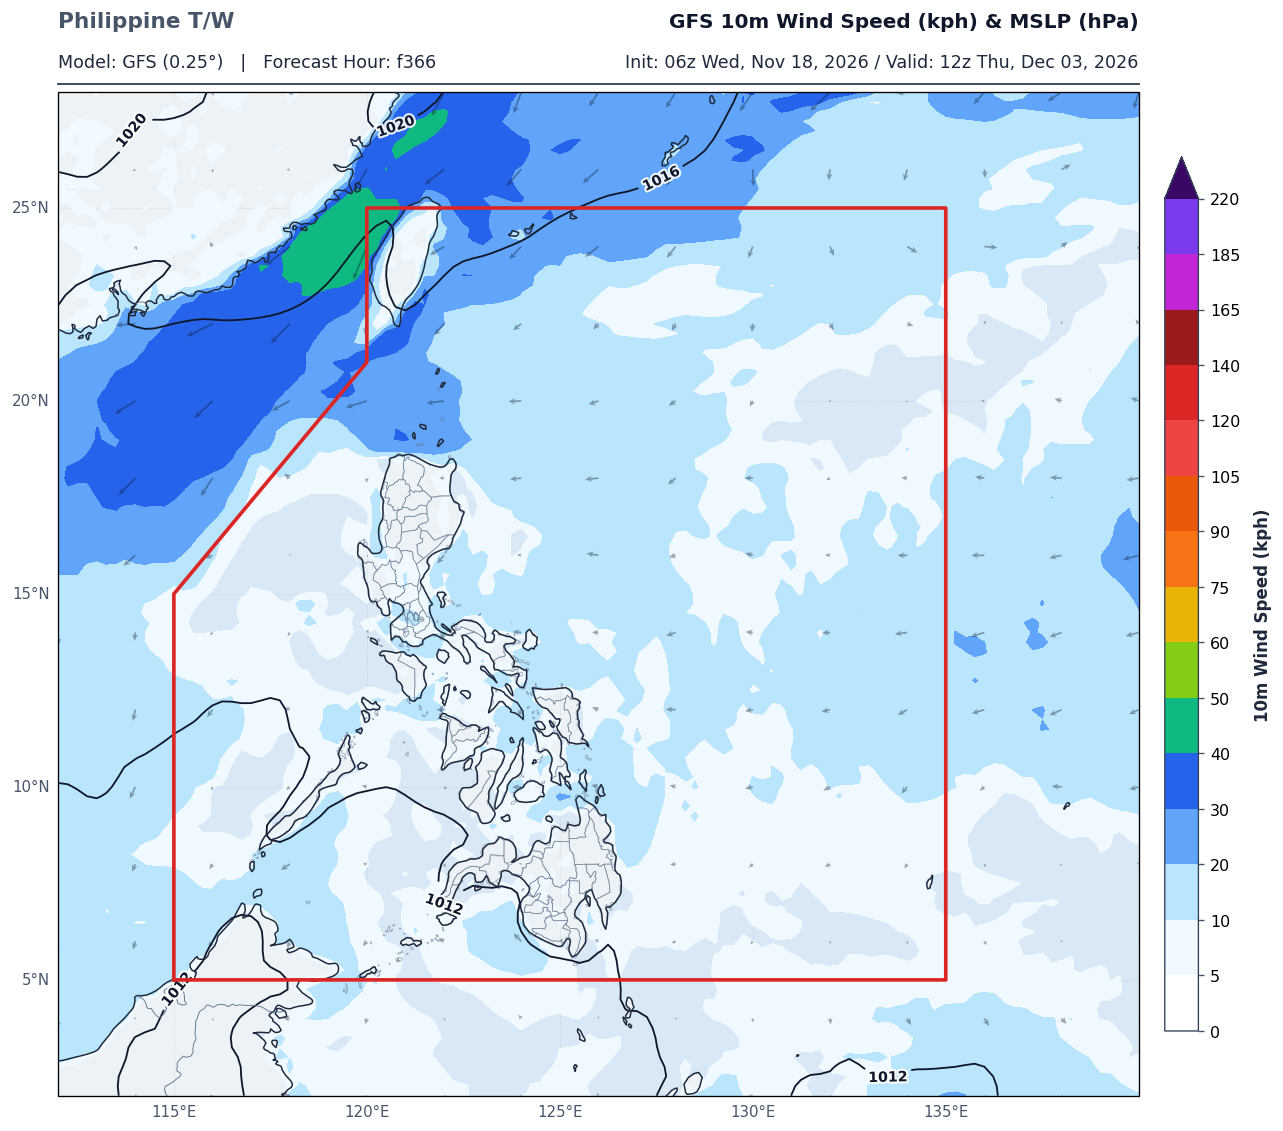 Philippine T/W
GFS 10m Wind Speed (kph) & MSLP (hPa)
Model: GFS (0.25°)   |   Forecast Hour: f366
Init: 06z Wed, Nov 18, 2026 / Valid: 12z Thu, Dec 03, 2026
1020
1020
1016
1012
1012
1012
25°N
20°N
15°N
10°N
5°N
115°E
120°E
125°E
130°E
135°E
220
185
165
140
120
105
90
75
60
50
40
30
20
10
5
0
10m Wind Speed (kph)